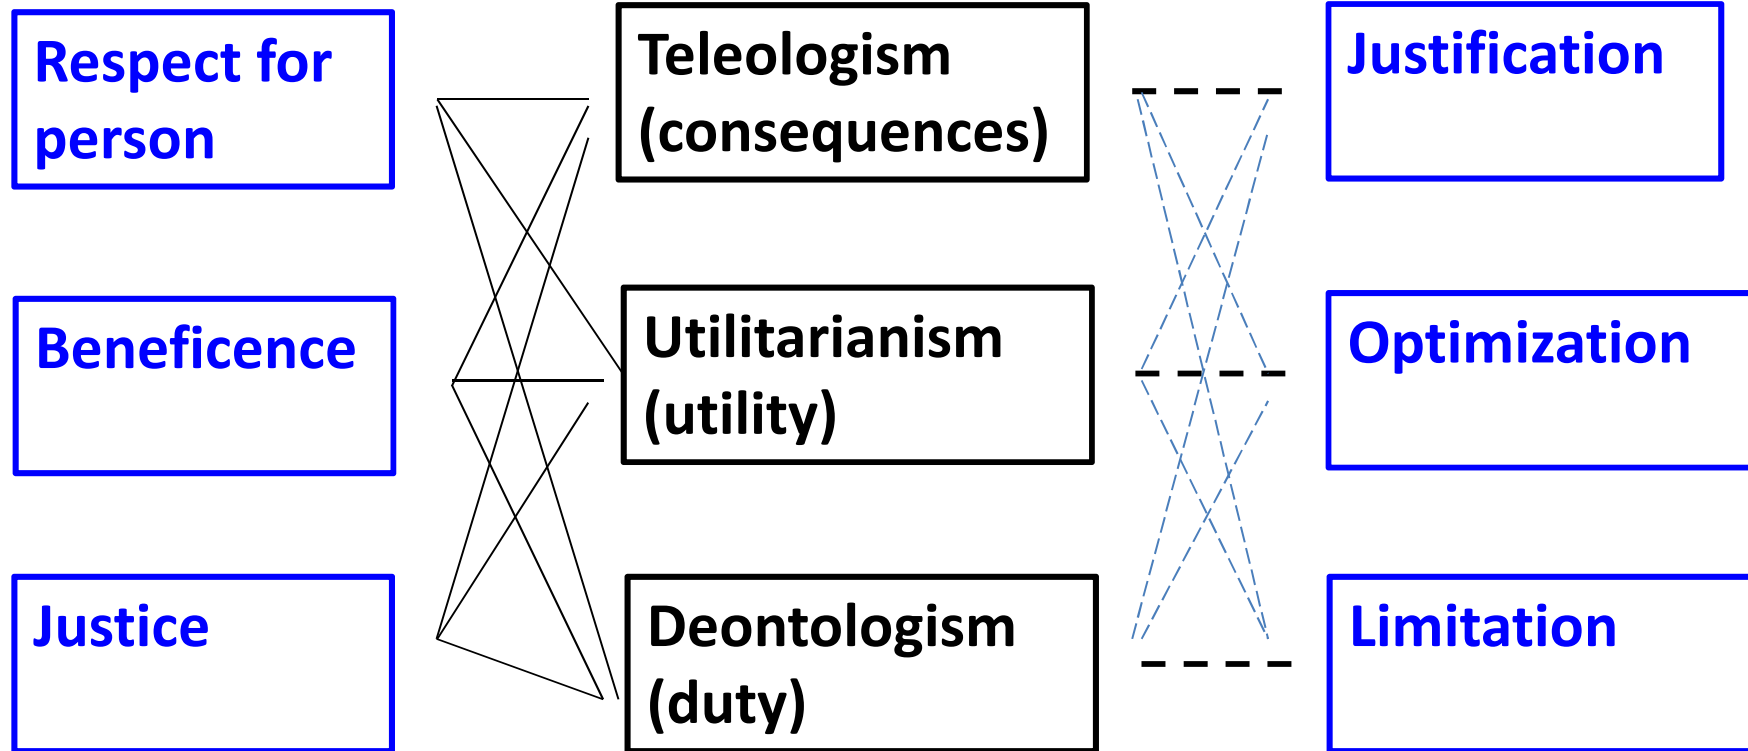 Respect for
person
Teleologism
(consequences)
Justification
Beneficence
Utilitarianism
(utility)
Optimization
Justice
Deontologism
(duty)
Limitation